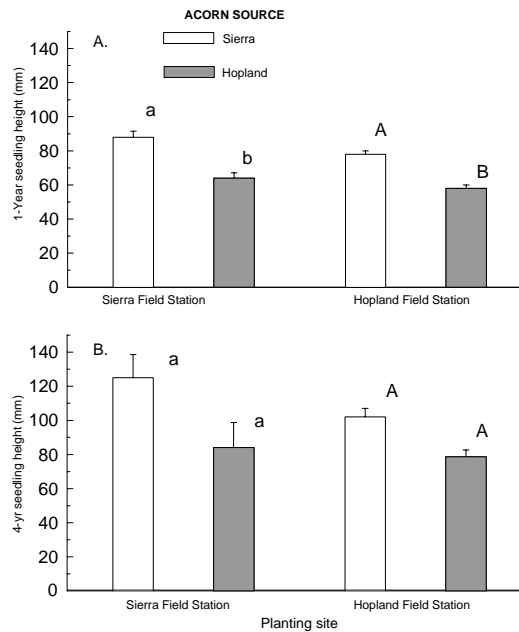 ACORN SOURCE
A.
Sierra
Hopland
140
120
100
80
60
40
20
0
1-Year seedling height (mm)
a
b
A
B
Sierra Field Station
Hopland Field Station
B.
140
120
100
80
60
40
20
0
4-yr seedling height (mm)
a
a
A
A
Sierra Field Station
Hopland Field Station
Planting site